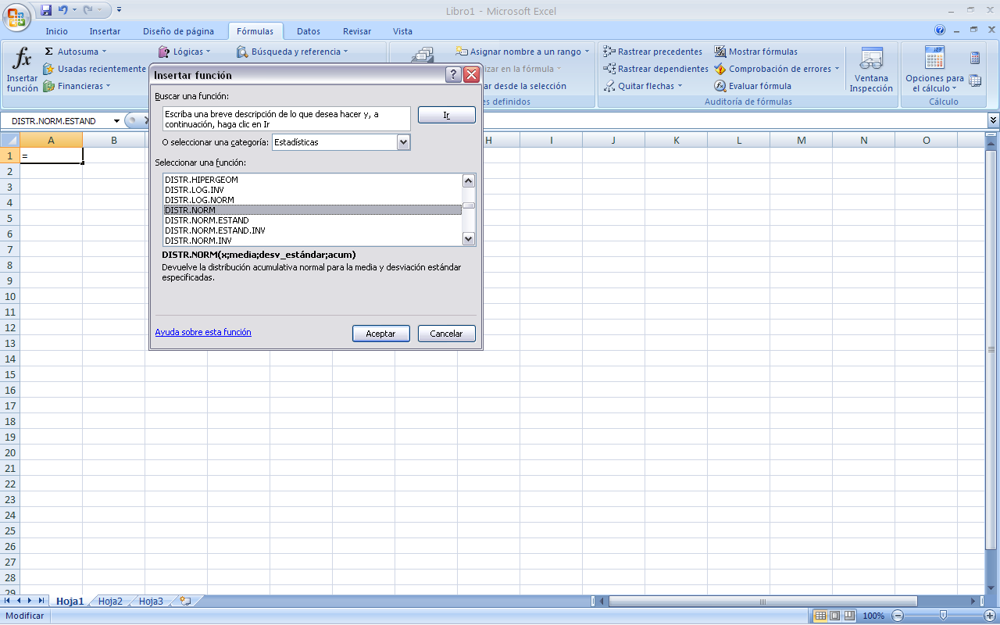 Libro1 - Microsoft Excel
Inicio Insertar Diseño de página Fórmulas Datos Revisar Vista
fx Σ Autosuma Lógicas Búsqueda y referencia Asignar nombre a un rango Rastrear precedentes Mostrar fórmulas
Insertar función Usadas recientemente izar en la fórmula Rastrear dependientes Comprobación de errores Ventana Inspección Opciones para el cálculo
Financieras ar desde la selección Quitar flechas Evaluar fórmula
es definidos Auditoría de fórmulas Cálculo
DISTR.NORM.ESTAND
A B H I J K L M N O
1 =
2
3
4
5
6
7
8
9
10
11
12
13
14
15
16
17
18
19
20
21
22
23
24
25
26
27
28
29
Insertar función ?
Buscar una función:
Escriba una breve descripción de lo que desea hacer y, a
continuación, haga clic en Ir
Ir
O seleccionar una categoría: Estadísticas
Seleccionar una función:
DISTR.HIPERGEOM
DISTR.LOG.INV
DISTR.LOG.NORM
DISTR.NORM
DISTR.NORM.ESTAND
DISTR.NORM.ESTAND.INV
DISTR.NORM.INV
DISTR.NORM(x;media;desv_estándar;acum)
Devuelve la distribución acumulativa normal para la media y desviación estándar
especificadas.
Ayuda sobre esta función Aceptar Cancelar
Hoja1 Hoja2 Hoja3
Modificar 100%